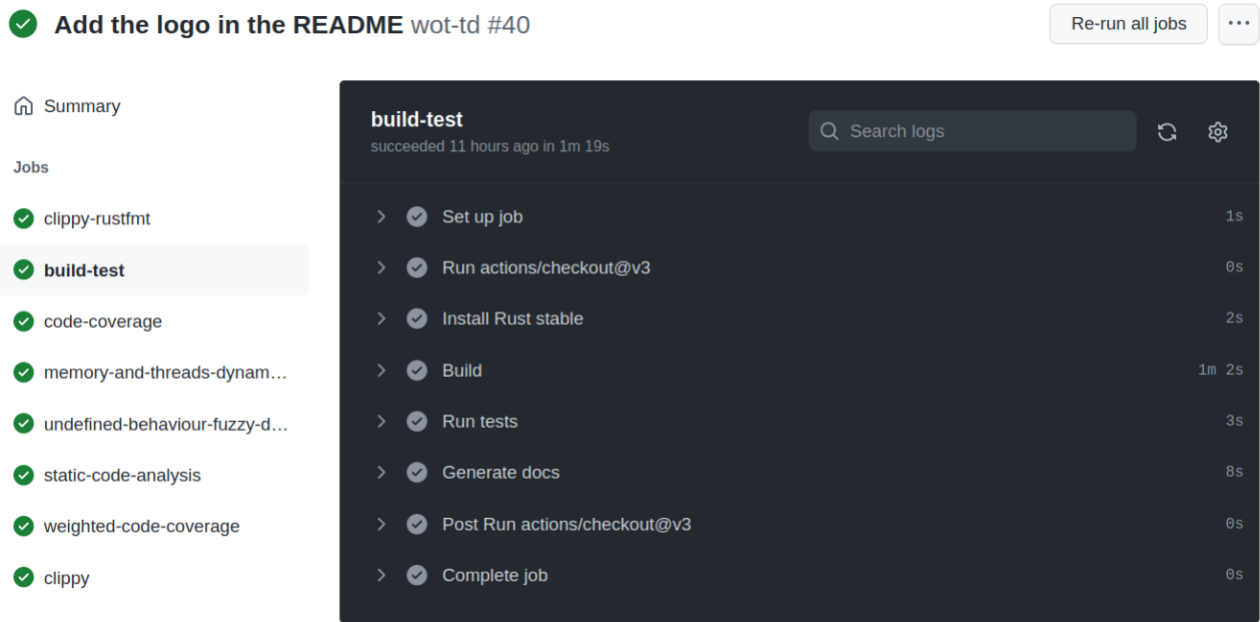 Add the logo in the README wot-td #40
Re-run all jobs
Summary
Jobs
clippy-rustfmt
build-test
code-coverage
memory-and-threads-dynam…
undefined-behaviour-fuzzy-d…
static-code-analysis
weighted-code-coverage
clippy
build-test
succeeded 11 hours ago in 1m 19s
Search logs
Set up job 1s
Run actions/checkout@v3 0s
Install Rust stable 2s
Build 1m 2s
Run tests 3s
Generate docs 8s
Post Run actions/checkout@v3 0s
Complete job 0s